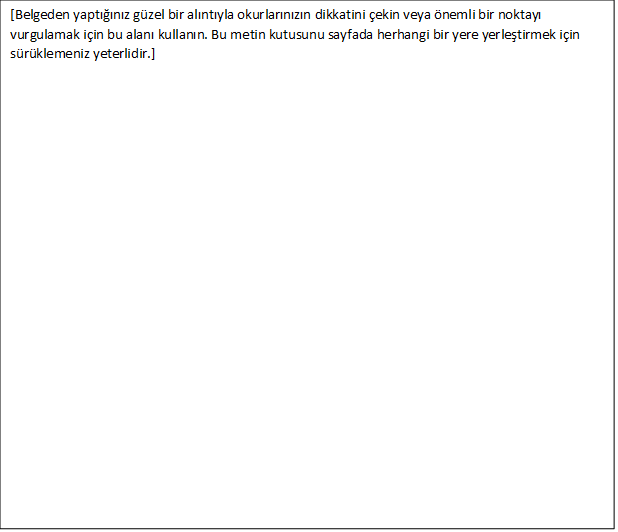 [Belgeden yaptığınız güzel bir alıntıyla okurlarınızın dikkatini çekin veya önemli bir noktayı
vurgulamak için bu alanı kullanın. Bu metin kutusunu sayfada herhangi bir yere yerleştirmek için
sürüklemeniz yeterlidir.]